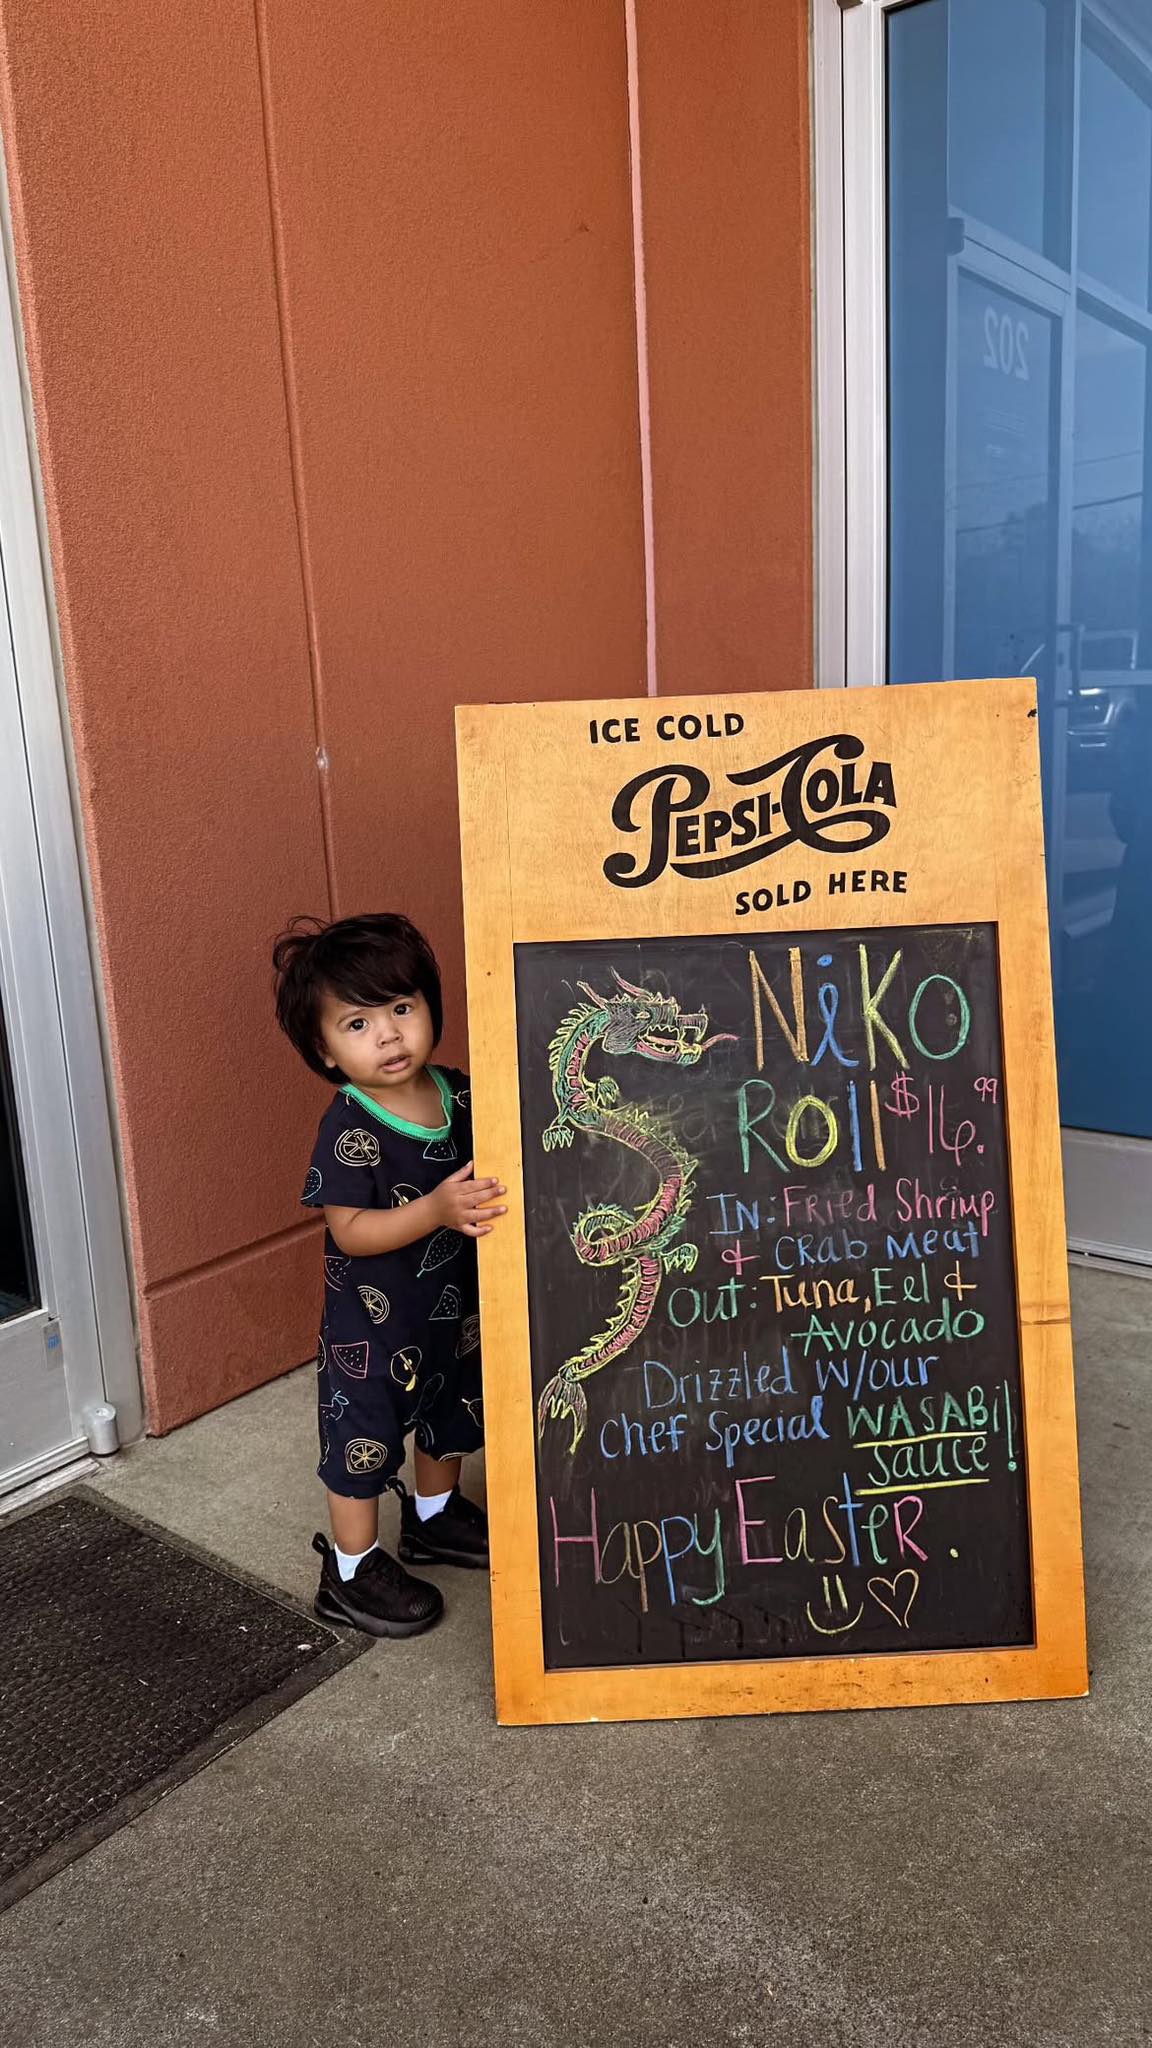 ICE COLD
PEPSI-COLA
SOLD HERE
NiKO
ROll $16.99
IN: FRied Shrimp
& CRab Meat
Out: Tuna, Eel &
Avocado
Drizzled w/our
Chef Special WASABi
sauce!
Happy EasteR.
202